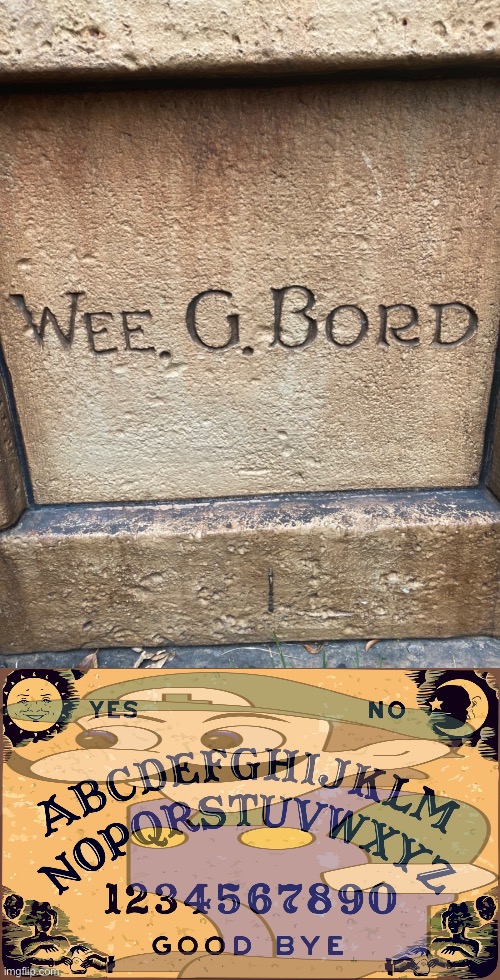 WEE. G. BORD
YES NO
ABCDEFGHIJKLM
NOPQRSTUVWXYZ
1234567890
GOOD BYE
imgflip.com